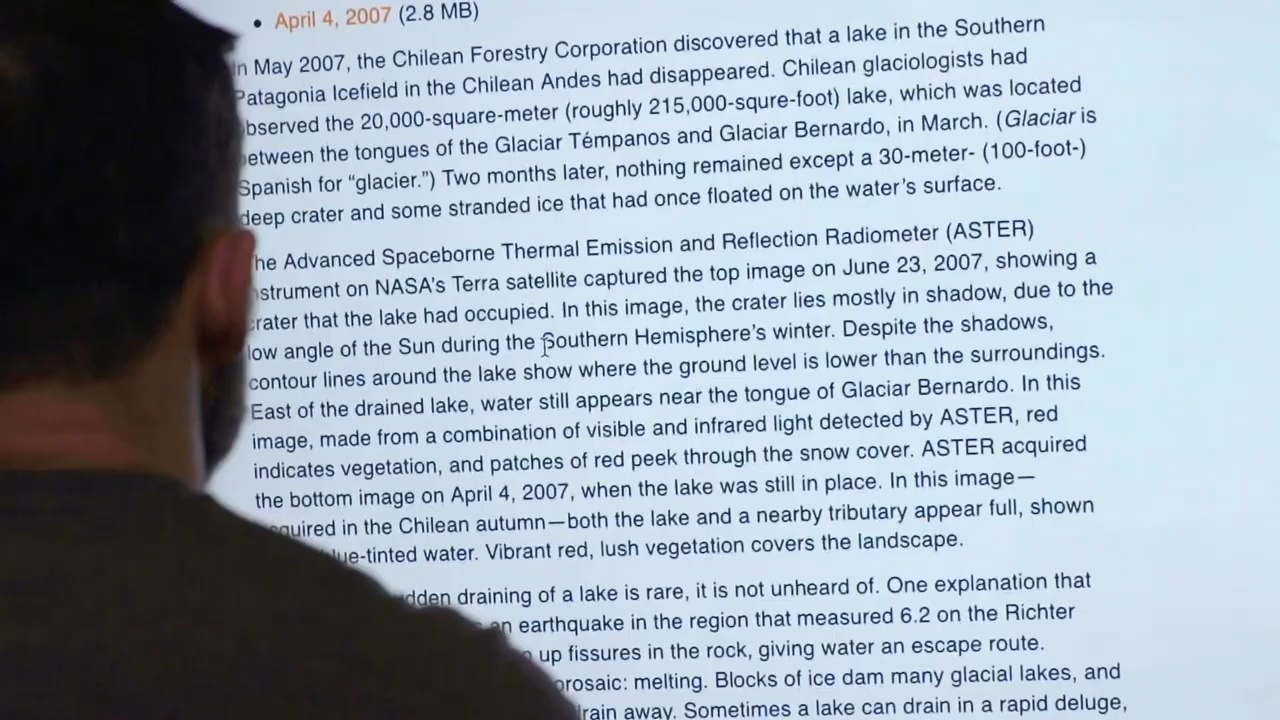 • April 4, 2007 (2.8 MB)
n May 2007, the Chilean Forestry Corporation discovered that a lake in the Southern
Patagonia Icefield in the Chilean Andes had disappeared. Chilean glaciologists had
bserved the 20,000-square-meter (roughly 215,000-squre-foot) lake, which was located
etween the tongues of the Glaciar Témpanos and Glaciar Bernardo, in March. (Glaciar is
Spanish for “glacier.”) Two months later, nothing remained except a 30-meter- (100-foot-)
deep crater and some stranded ice that had once floated on the water’s surface.
he Advanced Spaceborne Thermal Emission and Reflection Radiometer (ASTER)
nstrument on NASA’s Terra satellite captured the top image on June 23, 2007, showing a
crater that the lake had occupied. In this image, the crater lies mostly in shadow, due to the
low angle of the Sun during the Southern Hemisphere’s winter. Despite the shadows,
contour lines around the lake show where the ground level is lower than the surroundings.
East of the drained lake, water still appears near the tongue of Glaciar Bernardo. In this
image, made from a combination of visible and infrared light detected by ASTER, red
indicates vegetation, and patches of red peek through the snow cover. ASTER acquired
the bottom image on April 4, 2007, when the lake was still in place. In this image—
quired in the Chilean autumn—both the lake and a nearby tributary appear full, shown
ue-tinted water. Vibrant red, lush vegetation covers the landscape.
dden draining of a lake is rare, it is not unheard of. One explanation that
an earthquake in the region that measured 6.2 on the Richter
up fissures in the rock, giving water an escape route.
prosaic: melting. Blocks of ice dam many glacial lakes, and
rain away. Sometimes a lake can drain in a rapid deluge,